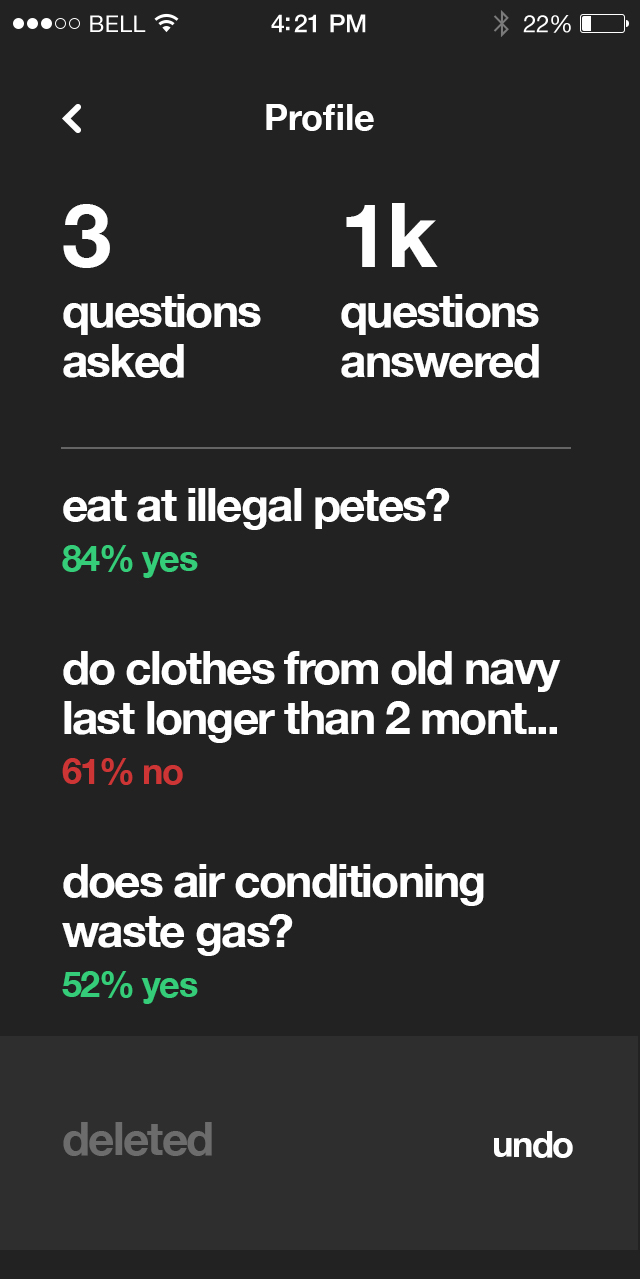 BELL 4:21 PM 22%
Profile
3 1k
questions questions
asked answered
eat at illegal petes?
84% yes
do clothes from old navy
last longer than 2 mont...
61% no
does air conditioning
waste gas?
52% yes
deleted undo